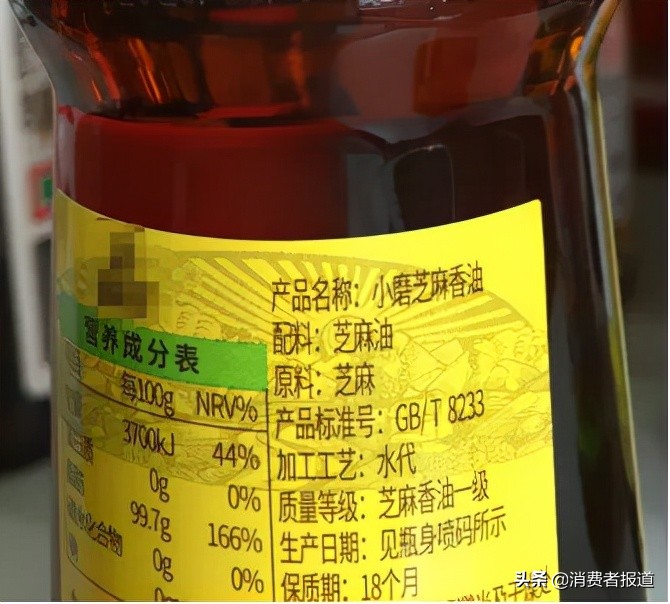 产品名称：小磨芝麻香油
配料：芝麻油
原料：芝麻
产品标准号：GB/T 8233
加工工艺：水代
质量等级：芝麻香油一级
生产日期：见瓶身喷码所示
保质期：18个月
营养成分表
每100g NRV%
3700kJ 44%
0g 0%
99.7g 166%
化合物 0g 0%
头条 @消费者报道